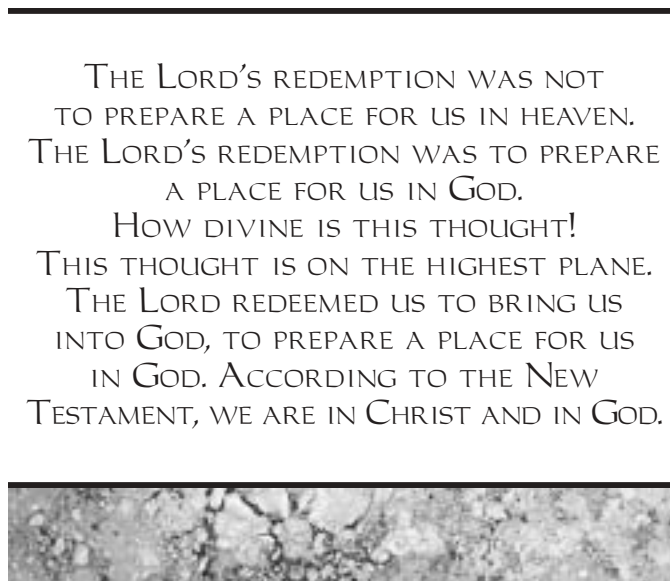 The Lord's redemption was not
to prepare a place for us in heaven.
The Lord's redemption was to prepare
a place for us in God.
How divine is this thought!
This thought is on the highest plane.
The Lord redeemed us to bring us
into God, to prepare a place for us
in God. According to the New
Testament, we are in Christ and in God.